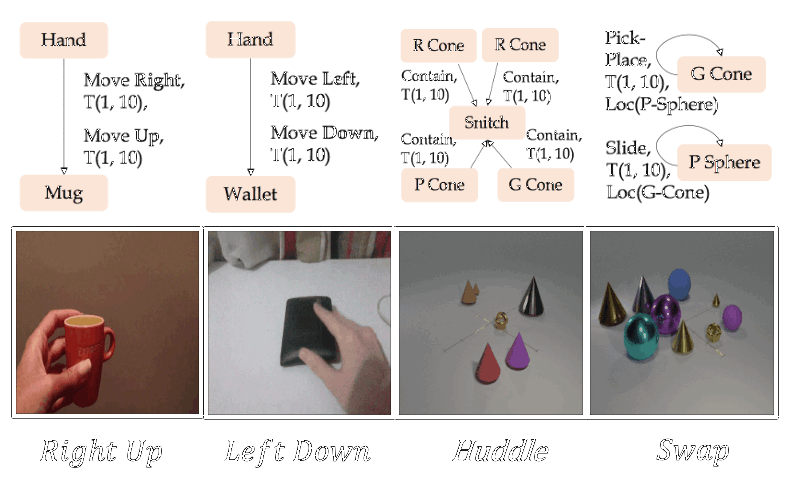 Hand
Move Right,
T(1, 10),
Move Up,
T(1, 10)
Mug
Hand
Move Left,
T(1, 10)
Move Down,
T(1, 10)
Wallet
R Cone
R Cone
Contain,
T(1, 10)
Contain,
T(1, 10)
Snitch
Contain,
T(1, 10)
Contain,
T(1, 10)
P Cone
G Cone
Pick-
Place,
T(1, 10),
Loc(P-Sphere)
G Cone
Slide,
T(1, 10),
Loc(G-Cone)
P Sphere
Right Up
Left Down
Huddle
Swap